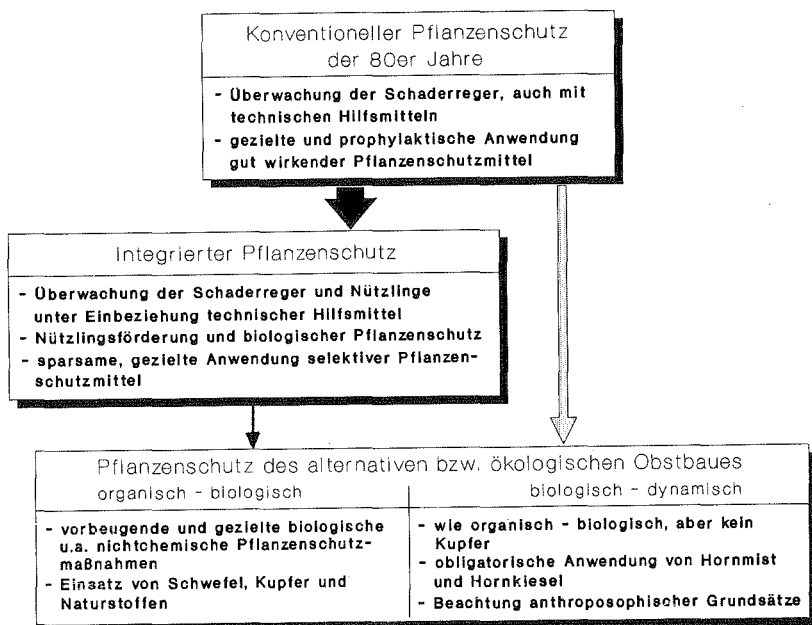 Konventioneller Pflanzenschutz
der 80er Jahre
- Überwachung der Schaderreger, auch mit
technischen Hilfsmitteln
- gezielte und prophylaktische Anwendung
gut wirkender Pflanzenschutzmittel
Integrierter Pflanzenschutz
- Überwachung der Schaderreger und Nützlinge
unter Einbeziehung technischer Hilfsmittel
- Nützlingsförderung und biologischer Pflanzenschutz
- sparsame, gezielte Anwendung selektiver Pflanzen-
schutzmittel
Pflanzenschutz des alternativen bzw. ökologischen Obstbaues
organisch - biologisch
- vorbeugende und gezielte biologische
u.a. nichtchemische Pflanzenschutz-
maßnahmen
- Einsatz von Schwefel, Kupfer und
Naturstoffen
biologisch - dynamisch
- wie organisch - biologisch, aber kein
Kupfer
- obligatorische Anwendung von Hornmist
und Hornkiesel
- Beachtung anthroposophischer Grundsätze